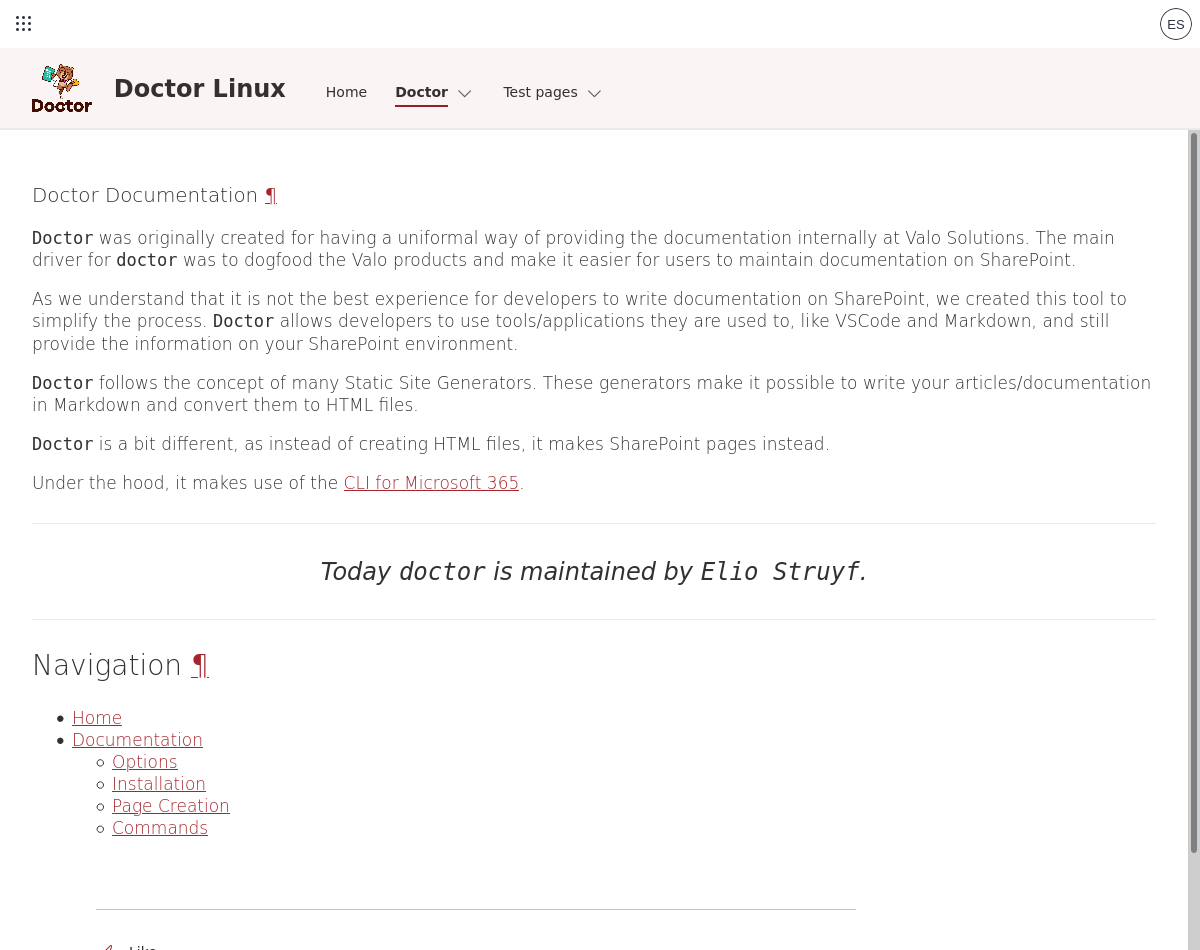 ES
Doctor
Doctor Linux
Home
Doctor
Test pages
Doctor Documentation ¶
Doctor was originally created for having a uniformal way of providing the documentation internally at Valo Solutions. The main
driver for doctor was to dogfood the Valo products and make it easier for users to maintain documentation on SharePoint.
As we understand that it is not the best experience for developers to write documentation on SharePoint, we created this tool to
simplify the process. Doctor allows developers to use tools/applications they are used to, like VSCode and Markdown, and still
provide the information on your SharePoint environment.
Doctor follows the concept of many Static Site Generators. These generators make it possible to write your articles/documentation
in Markdown and convert them to HTML files.
Doctor is a bit different, as instead of creating HTML files, it makes SharePoint pages instead.
Under the hood, it makes use of the CLI for Microsoft 365.
Today doctor is maintained by Elio Struyf.
Navigation ¶
Home
Documentation
Options
Installation
Page Creation
Commands
Like